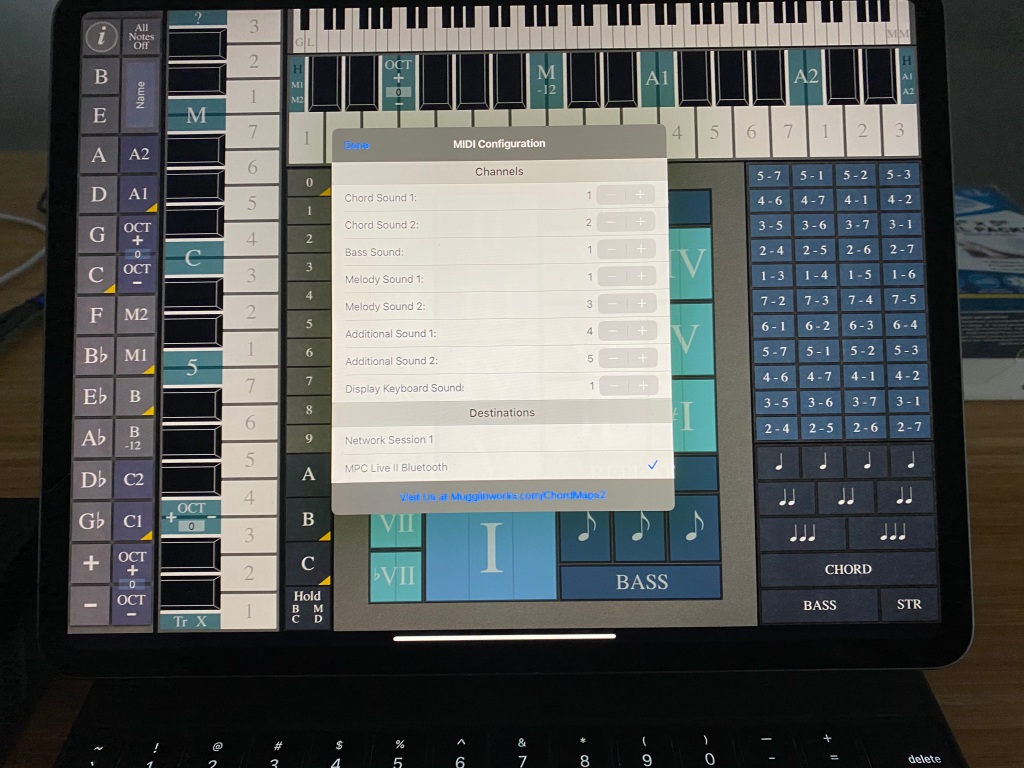 i
All
Notes
Off
B
Name
E
A
A2
D
A1
G
OCT
+
0
OCT
−
C
F
M2
B♭
M1
E♭
B
A♭
B
-12
D♭
C2
G♭
C1
+
OCT
+
0
OCT
−
−
?
M
C
5
+OCT−
0
Tr X
3
2
1
7
6
5
4
3
2
1
7
6
5
4
3
2
1
G L
M M
H
M1
M2
OCT
+
0
−
M
-12
A1
A2
H
A1
A2
1
4
5
6
7
1
2
3
0
1
2
3
4
5
6
7
8
9
A
B
C
Hold
B M
C D
Done
MIDI Configuration
Channels
Chord Sound 1: 1 − +
Chord Sound 2: 2 − +
Bass Sound: 1 − +
Melody Sound 1: 1 − +
Melody Sound 2: 3 − +
Additional Sound 1: 4 − +
Additional Sound 2: 5 − +
Display Keyboard Sound: 1 − +
Destinations
Network Session 1
MPC Live II Bluetooth ✓
Visit Us at Mugginworks.com/ChordMaps2
IV
V
VII
♭VII
I
BASS
5 - 7 5 - 1 5 - 2 5 - 3
4 - 6 4 - 7 4 - 1 4 - 2
3 - 5 3 - 6 3 - 7 3 - 1
2 - 4 2 - 5 2 - 6 2 - 7
1 - 3 1 - 4 1 - 5 1 - 6
7 - 2 7 - 3 7 - 4 7 - 5
6 - 1 6 - 2 6 - 3 6 - 4
5 - 7 5 - 1 5 - 2 5 - 3
4 - 6 4 - 7 4 - 1 4 - 2
3 - 5 3 - 6 3 - 7 3 - 1
2 - 4 2 - 5 2 - 6 2 - 7
CHORD
BASS STR
~ ! @ # $ % ^ & * ( ) — +
1 2 3 4 5 6 7 8 9 0 - =
delete